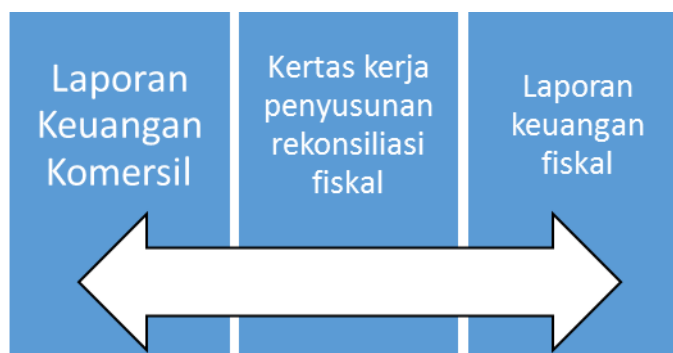 Laporan
Keuangan
Komersil
Kertas kerja
penyusunan
rekonsiliasi
fiskal
Laporan
keuangan
fiskal